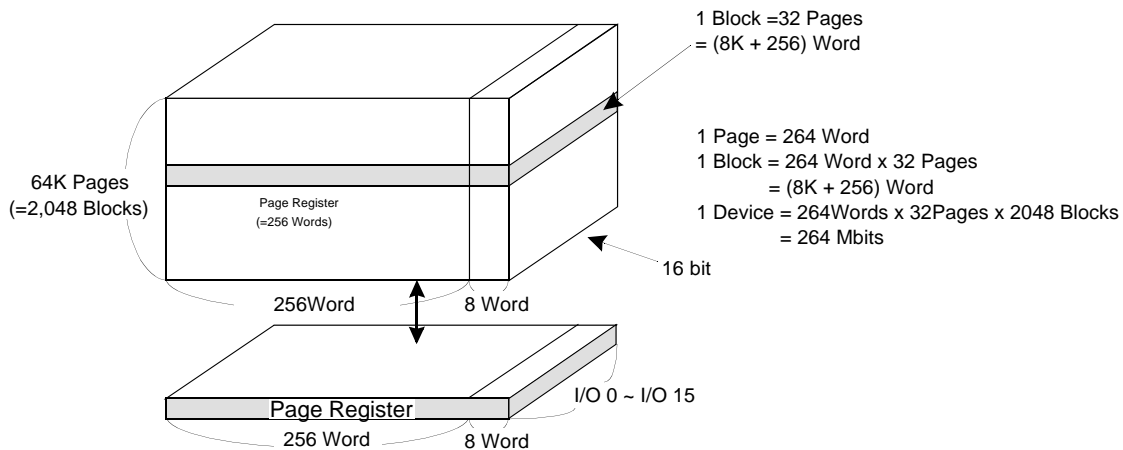 1 Block =32 Pages
= (8K + 256) Word
1 Page = 264 Word
1 Block = 264 Word x 32 Pages
= (8K + 256) Word
1 Device = 264Words x 32Pages x 2048 Blocks
= 264 Mbits
64K Pages
(=2,048 Blocks)
Page Register
(=256 Words)
16 bit
256Word
8 Word
I/O 0 ~ I/O 15
Page Register
256 Word
8 Word